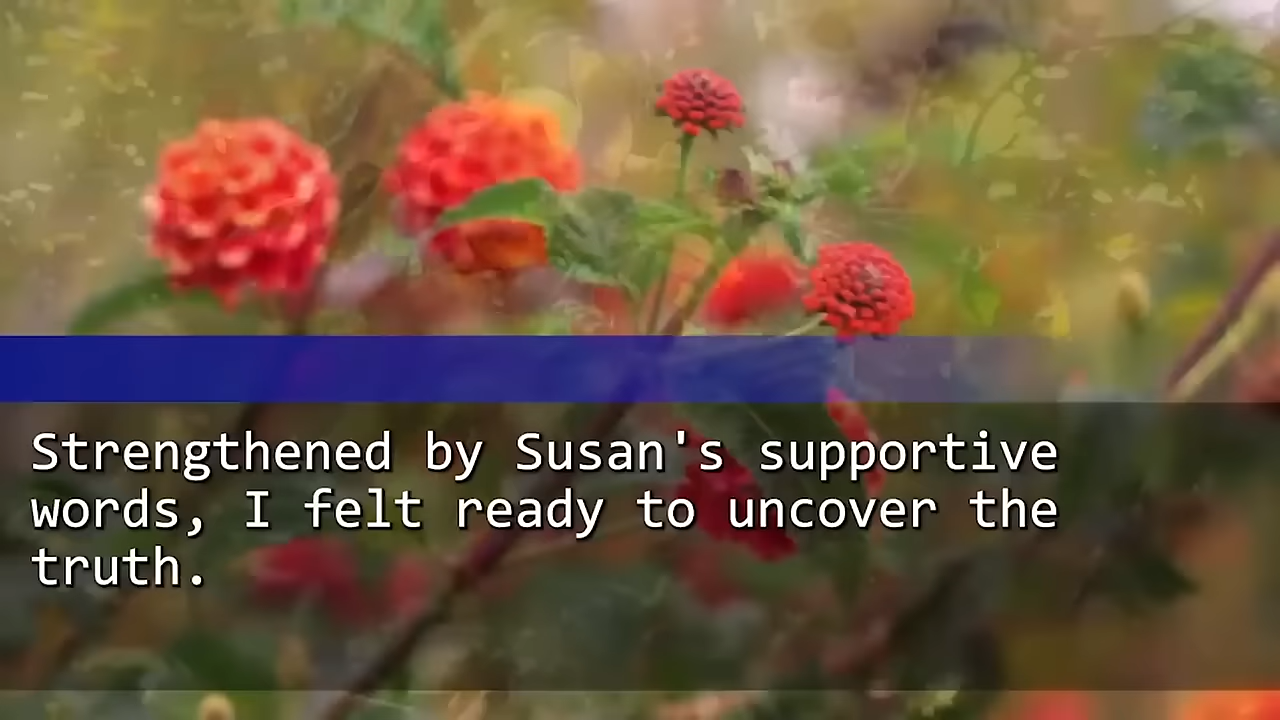 Strengthened by Susan's supportive
words, I felt ready to uncover the
truth.